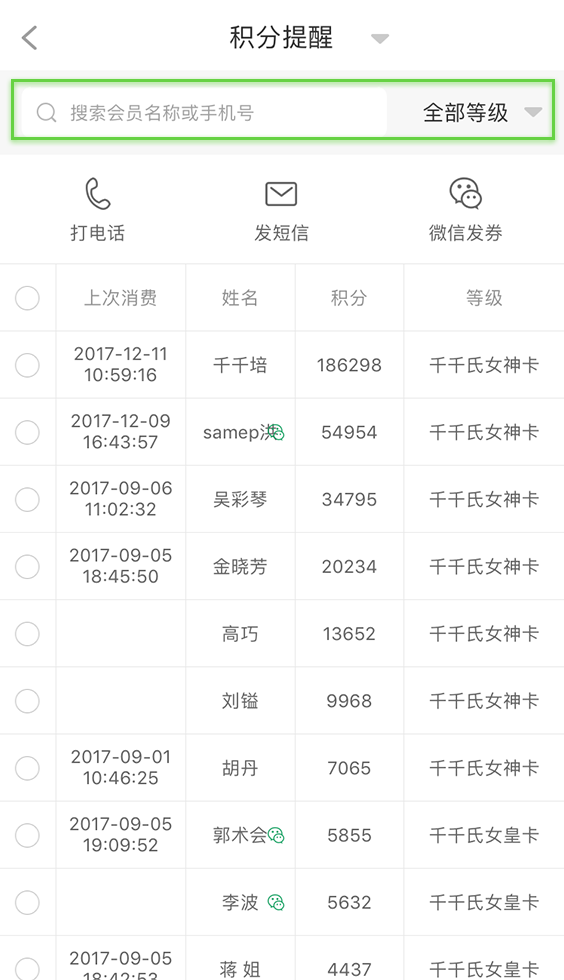 积分提醒
搜索会员名称或手机号 全部等级
打电话 发短信 微信发券
上次消费 姓名 积分 等级
2017-12-11
10:59:16 千千培 186298 千千氏女神卡
2017-12-09
16:43:57 samep洪 54954 千千氏女神卡
2017-09-06
11:02:32 吴彩琴 34795 千千氏女神卡
2017-09-05
18:45:50 金晓芳 20234 千千氏女神卡
高巧 13652 千千氏女神卡
刘镒 9968 千千氏女神卡
2017-09-01
10:46:25 胡丹 7065 千千氏女神卡
2017-09-05
19:09:52 郭术会 5855 千千氏女皇卡
李波 5632 千千氏女皇卡
2017-09-05
18:42:53 蒋 姐 4437 千千氏女皇卡